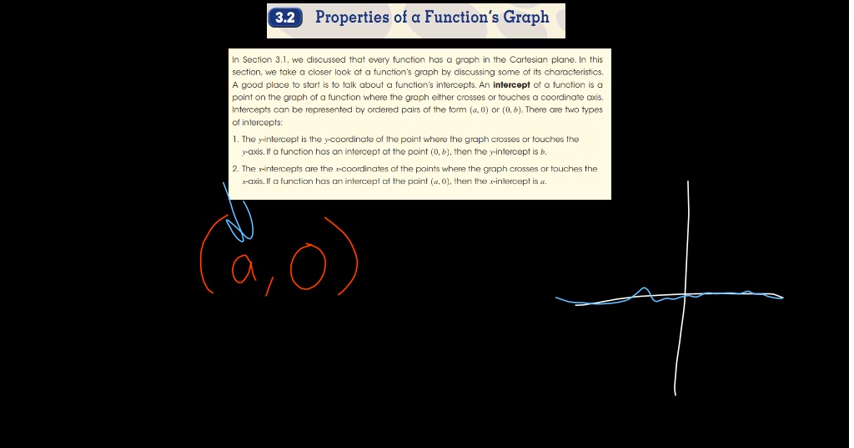 3.2 Properties of a Function's Graph
In Section 3.1, we discussed that every function has a graph in the Cartesian plane. In this
section, we take a closer look at a function's graph by discussing some of its characteristics.
A good place to start is to talk about a function's intercepts. An intercept of a function is a
point on the graph of a function where the graph either crosses or touches a coordinate axis.
Intercepts can be represented by ordered pairs of the form (a, 0) or (0, b). There are two types
of intercepts:
1. The y-intercept is the y-coordinate of the point where the graph crosses or touches the
y-axis. If a function has an intercept at the point (0, b), then the y-intercept is b.
2. The x-intercepts are the x-coordinates of the points where the graph crosses or touches the
x-axis. If a function has an intercept at the point (a, 0), then the x-intercept is a.
(a, 0)